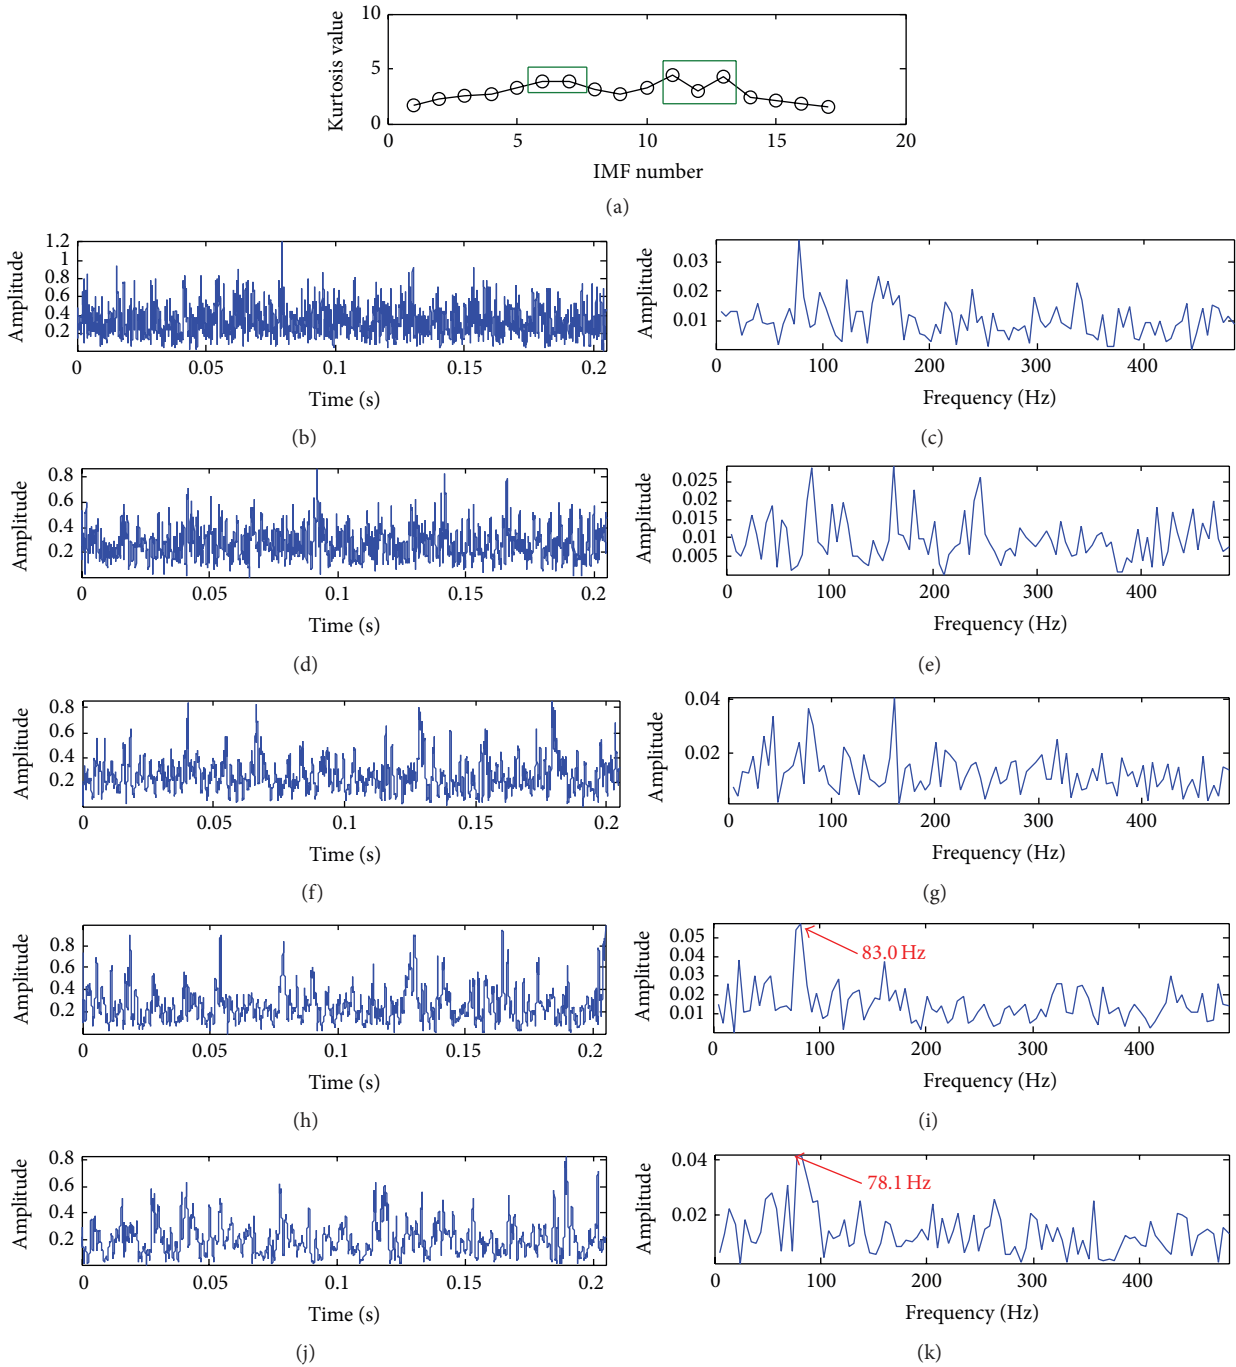 10
5
0
Kurtosis value
0 5 10 15 20
IMF number
(a)
1.2
1
0.8
0.6
0.4
0.2
Amplitude
0 0.05 0.1 0.15 0.2
Time (s)
(b)
0.03
0.02
0.01
Amplitude
0 100 200 300 400
Frequency (Hz)
(c)
0.8
0.6
0.4
0.2
Amplitude
0 0.05 0.1 0.15 0.2
Time (s)
(d)
0.025
0.015
0.01
0.005
Amplitude
0 100 200 300 400
Frequency (Hz)
(e)
0.8
0.6
0.4
0.2
Amplitude
0 0.05 0.1 0.15 0.2
Time (s)
(f)
0.04
0.02
Amplitude
0 100 200 300 400
Frequency (Hz)
(g)
0.8
0.6
0.4
0.2
Amplitude
0 0.05 0.1 0.15 0.2
Time (s)
(h)
0.05
0.04
0.03
0.02
0.01
Amplitude
83.0 Hz
0 100 200 300 400
Frequency (Hz)
(i)
0.8
0.6
0.4
0.2
Amplitude
0 0.05 0.1 0.15 0.2
Time (s)
(j)
0.04
0.02
Amplitude
78.1 Hz
0 100 200 300 400
Frequency (Hz)
(k)